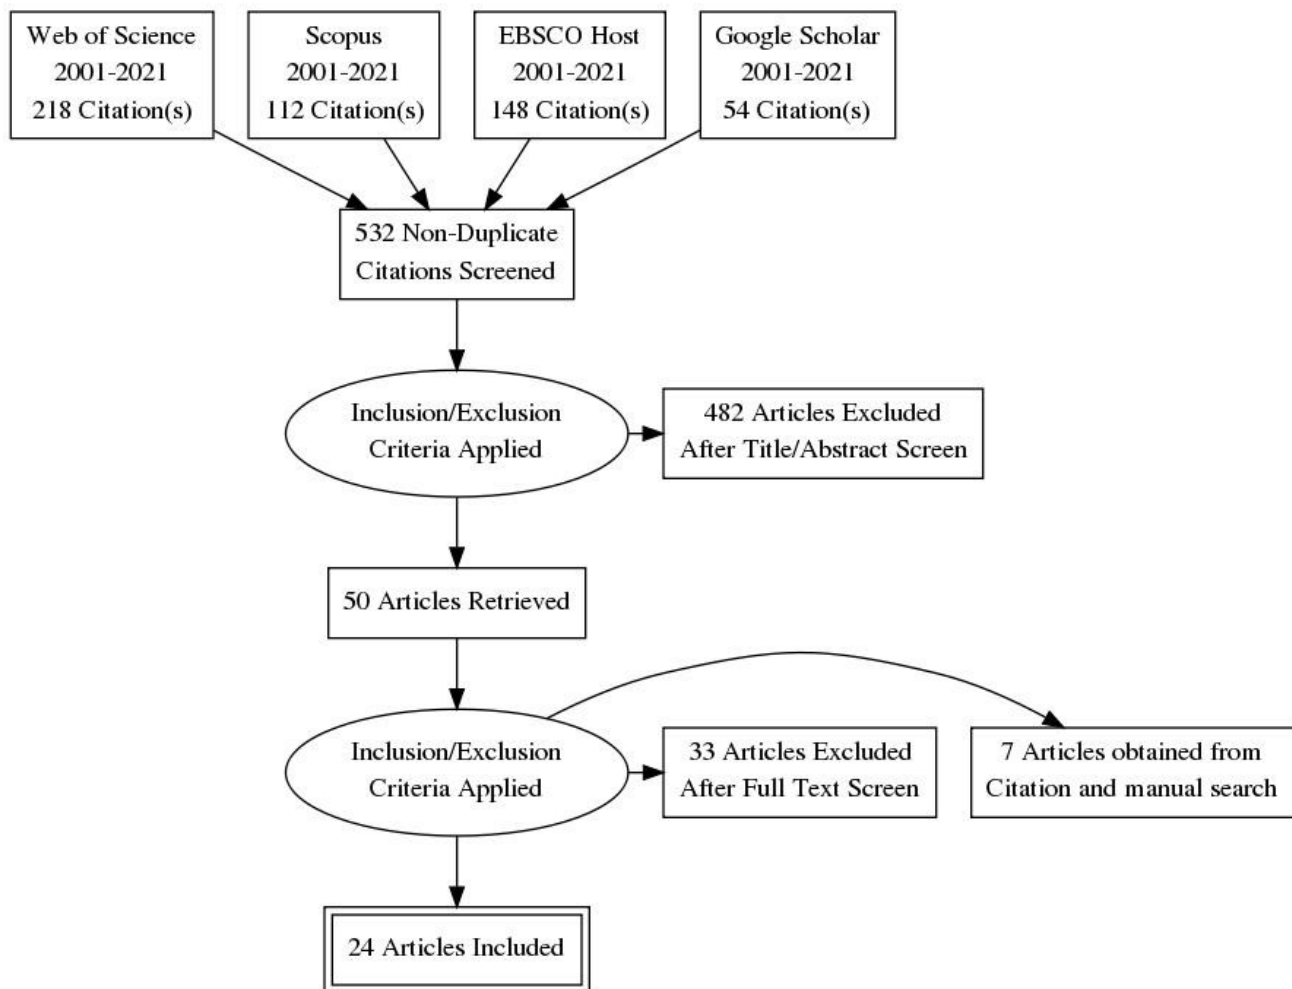 Web of Science
2001-2021
218 Citation(s)
Scopus
2001-2021
112 Citation(s)
EBSCO Host
2001-2021
148 Citation(s)
Google Scholar
2001-2021
54 Citation(s)
532 Non-Duplicate
Citations Screened
Inclusion/Exclusion
Criteria Applied
482 Articles Excluded
After Title/Abstract Screen
50 Articles Retrieved
Inclusion/Exclusion
Criteria Applied
33 Articles Excluded
After Full Text Screen
7 Articles obtained from
Citation and manual search
24 Articles Included